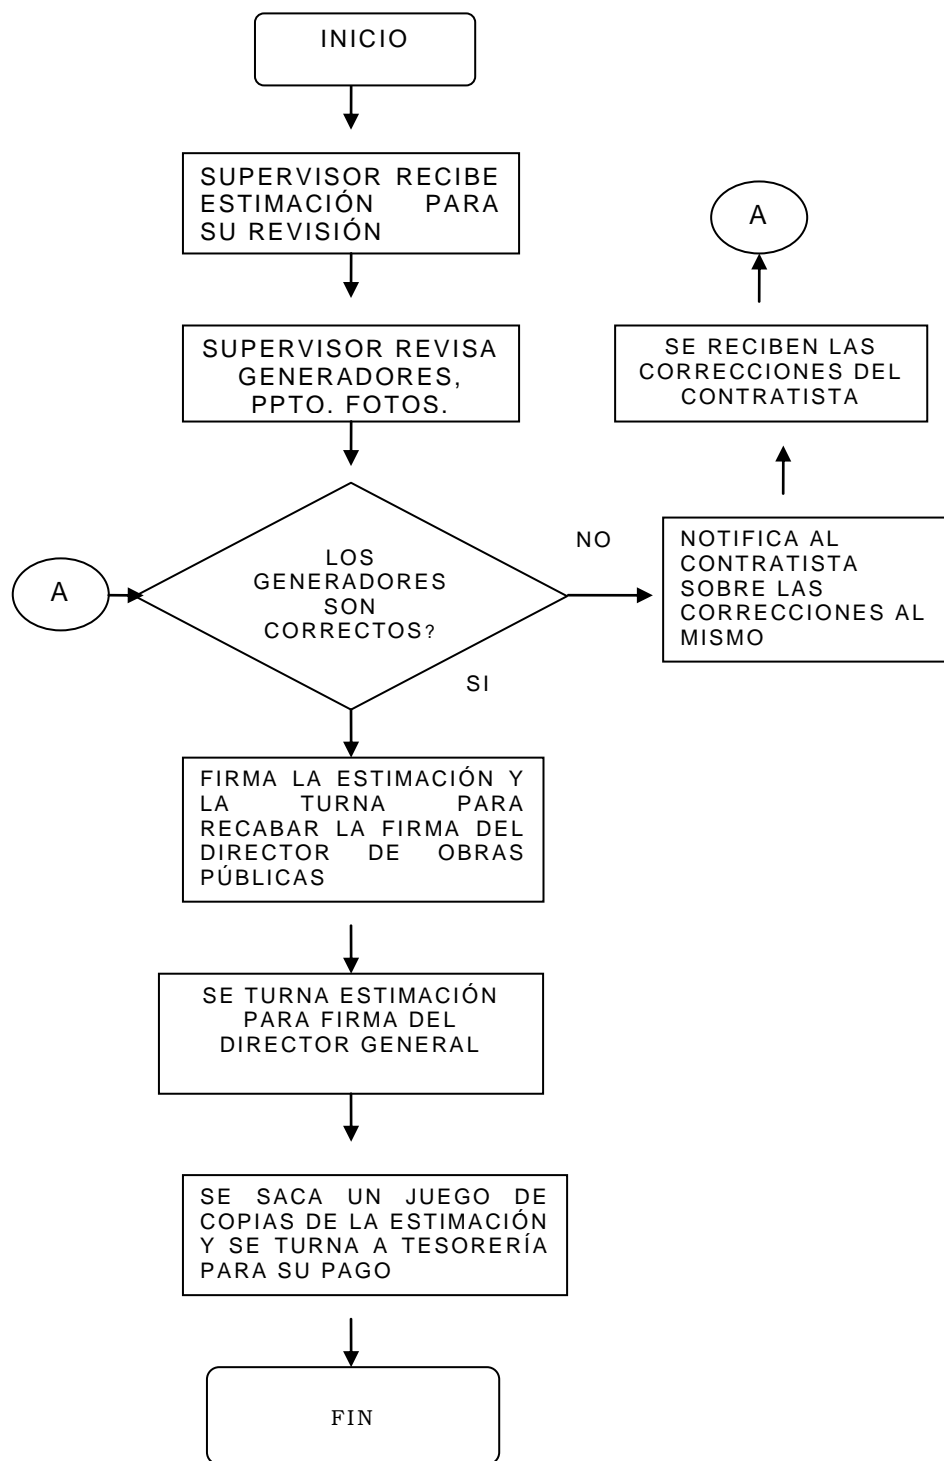 INICIO
SUPERVISOR RECIBE
ESTIMACIÓN PARA
SU REVISIÓN
A
SUPERVISOR REVISA
GENERADORES,
PPTO. FOTOS.
SE RECIBEN LAS
CORRECCIONES DEL
CONTRATISTA
A
LOS
GENERADORES
SON
CORRECTOS?
NO
NOTIFICA AL
CONTRATISTA
SOBRE LAS
CORRECCIONES AL
MISMO
SI
FIRMA LA ESTIMACIÓN Y
LA TURNA PARA
RECABAR LA FIRMA DEL
DIRECTOR DE OBRAS
PÚBLICAS
SE TURNA ESTIMACIÓN
PARA FIRMA DEL
DIRECTOR GENERAL
SE SACA UN JUEGO DE
COPIAS DE LA ESTIMACIÓN
Y SE TURNA A TESORERÍA
PARA SU PAGO
FIN